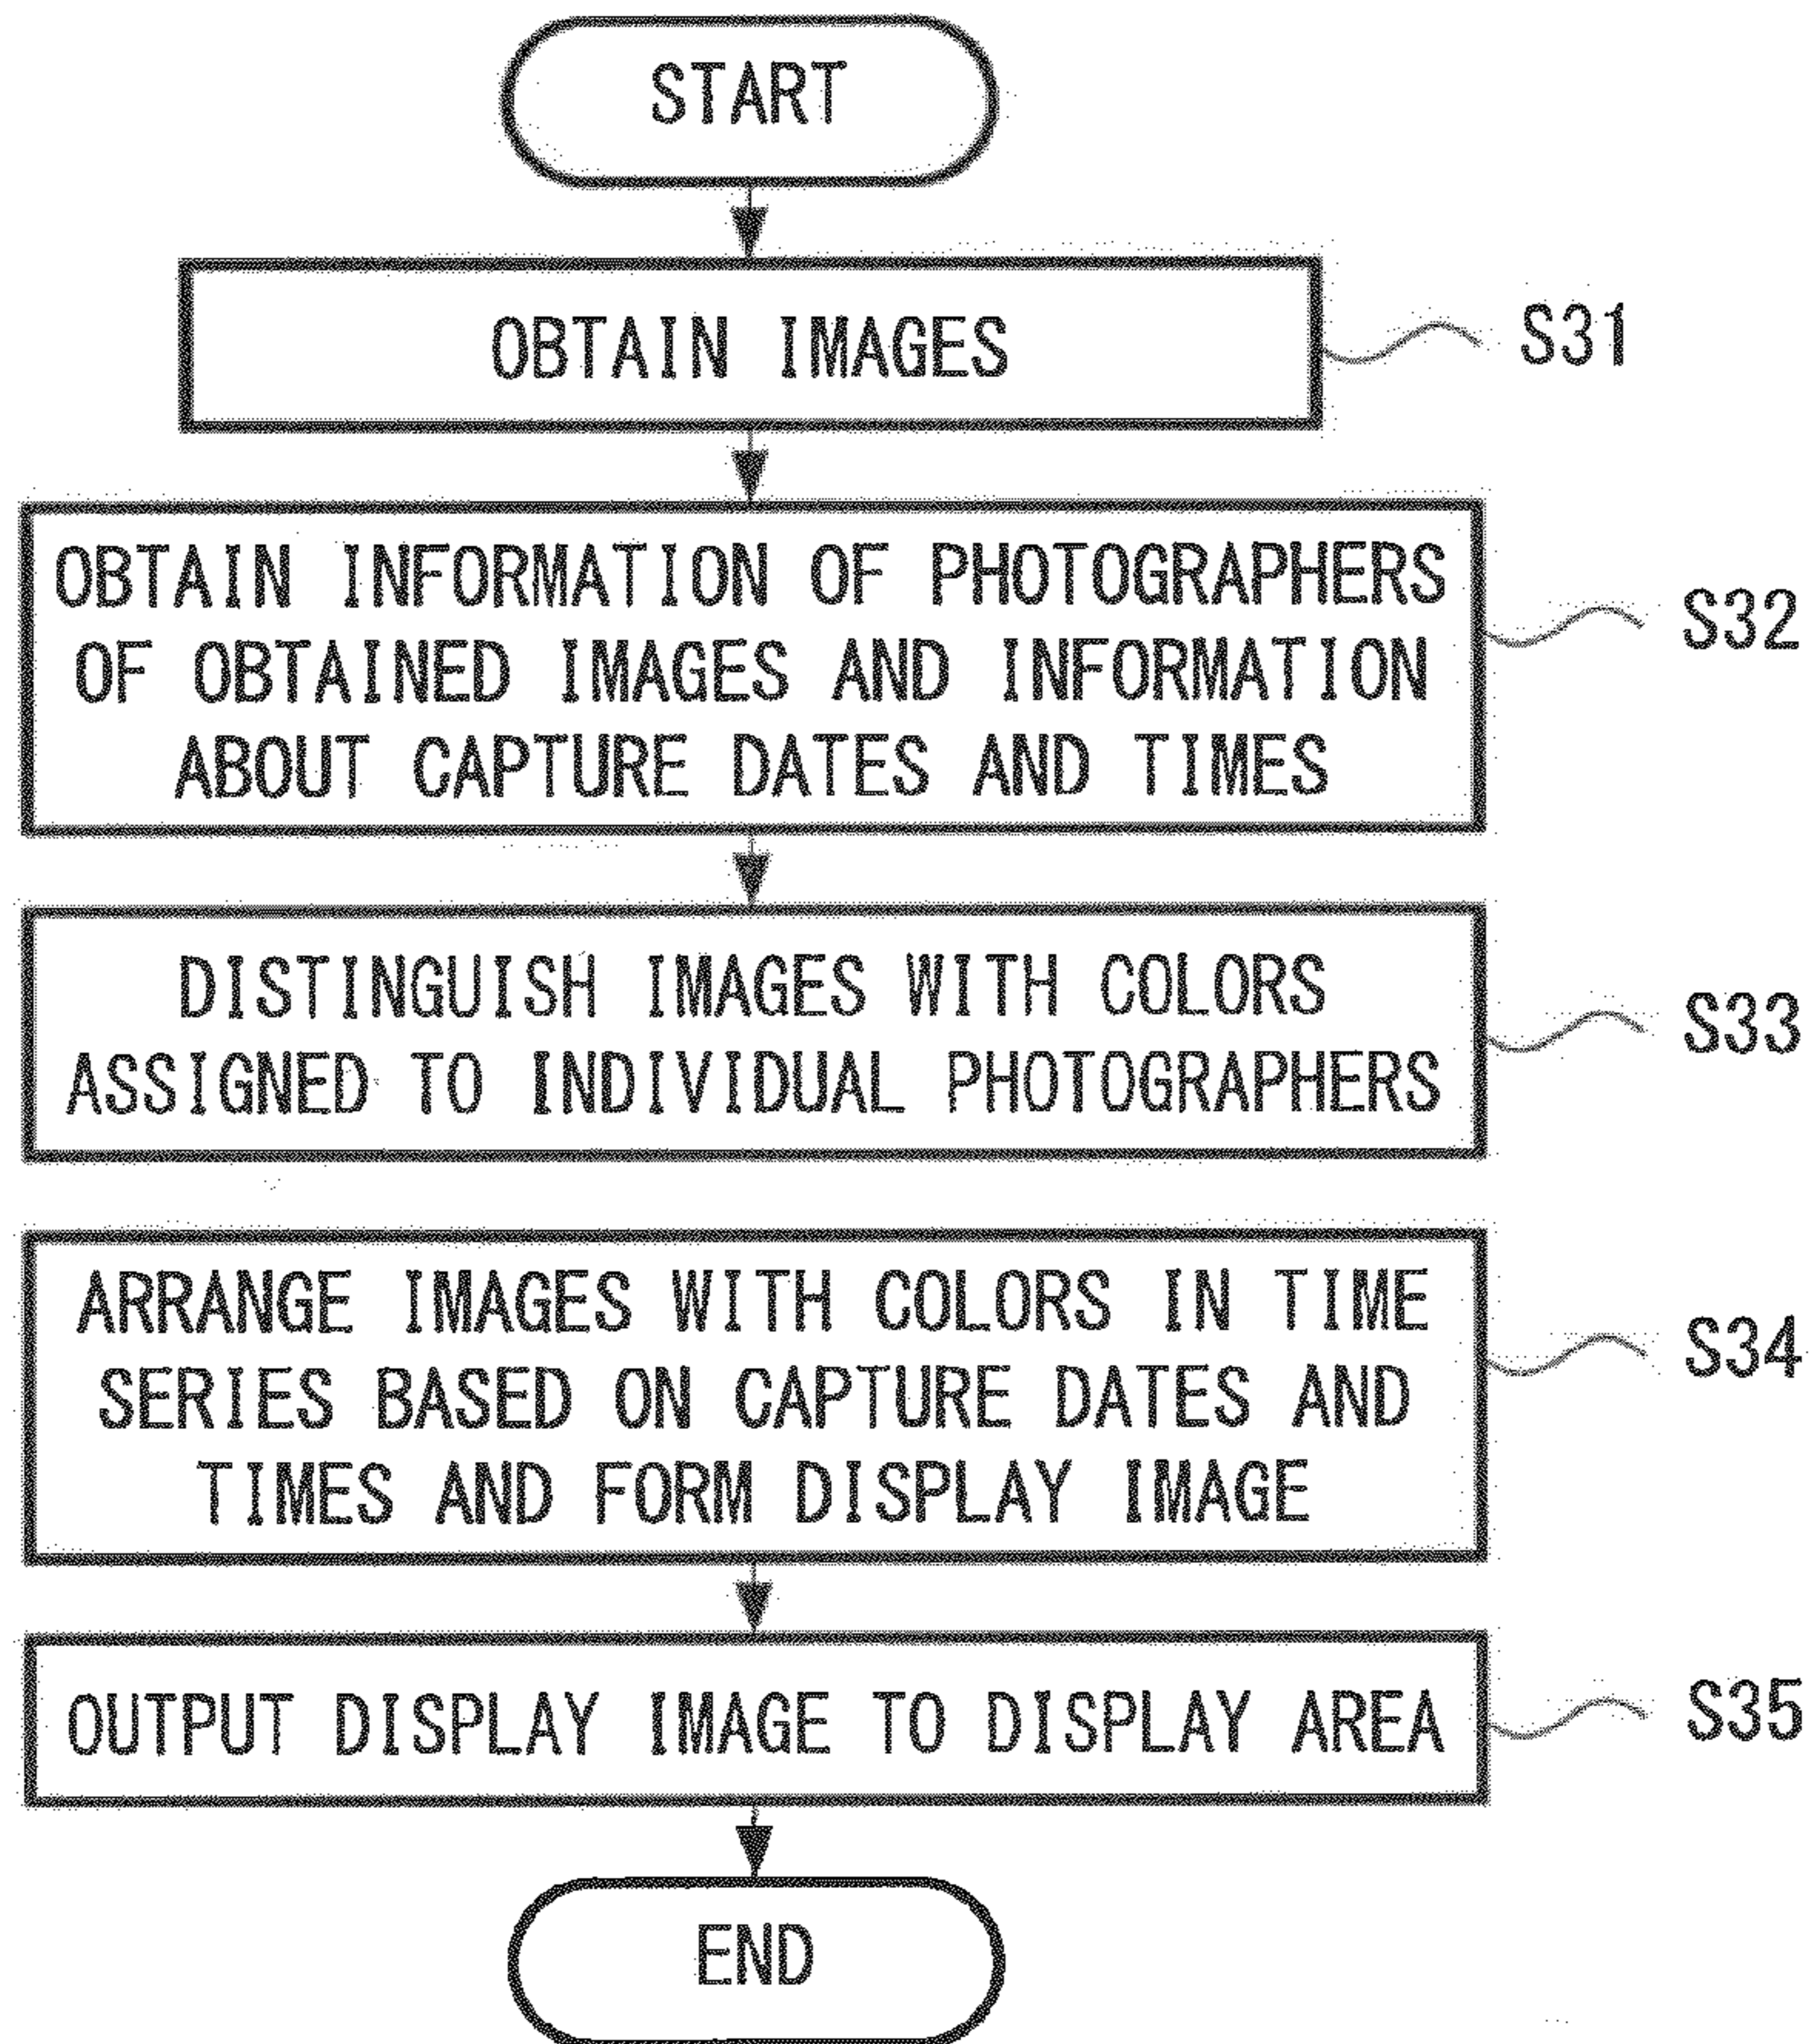 START
OBTAIN IMAGES
S31
OBTAIN INFORMATION OF PHOTOGRAPHERS
OF OBTAINED IMAGES AND INFORMATION
ABOUT CAPTURE DATES AND TIMES
S32
DISTINGUISH IMAGES WITH COLORS
ASSIGNED TO INDIVIDUAL PHOTOGRAPHERS
S33
ARRANGE IMAGES WITH COLORS IN TIME
SERIES BASED ON CAPTURE DATES AND
TIMES AND FORM DISPLAY IMAGE
S34
OUTPUT DISPLAY IMAGE TO DISPLAY AREA
S35
END